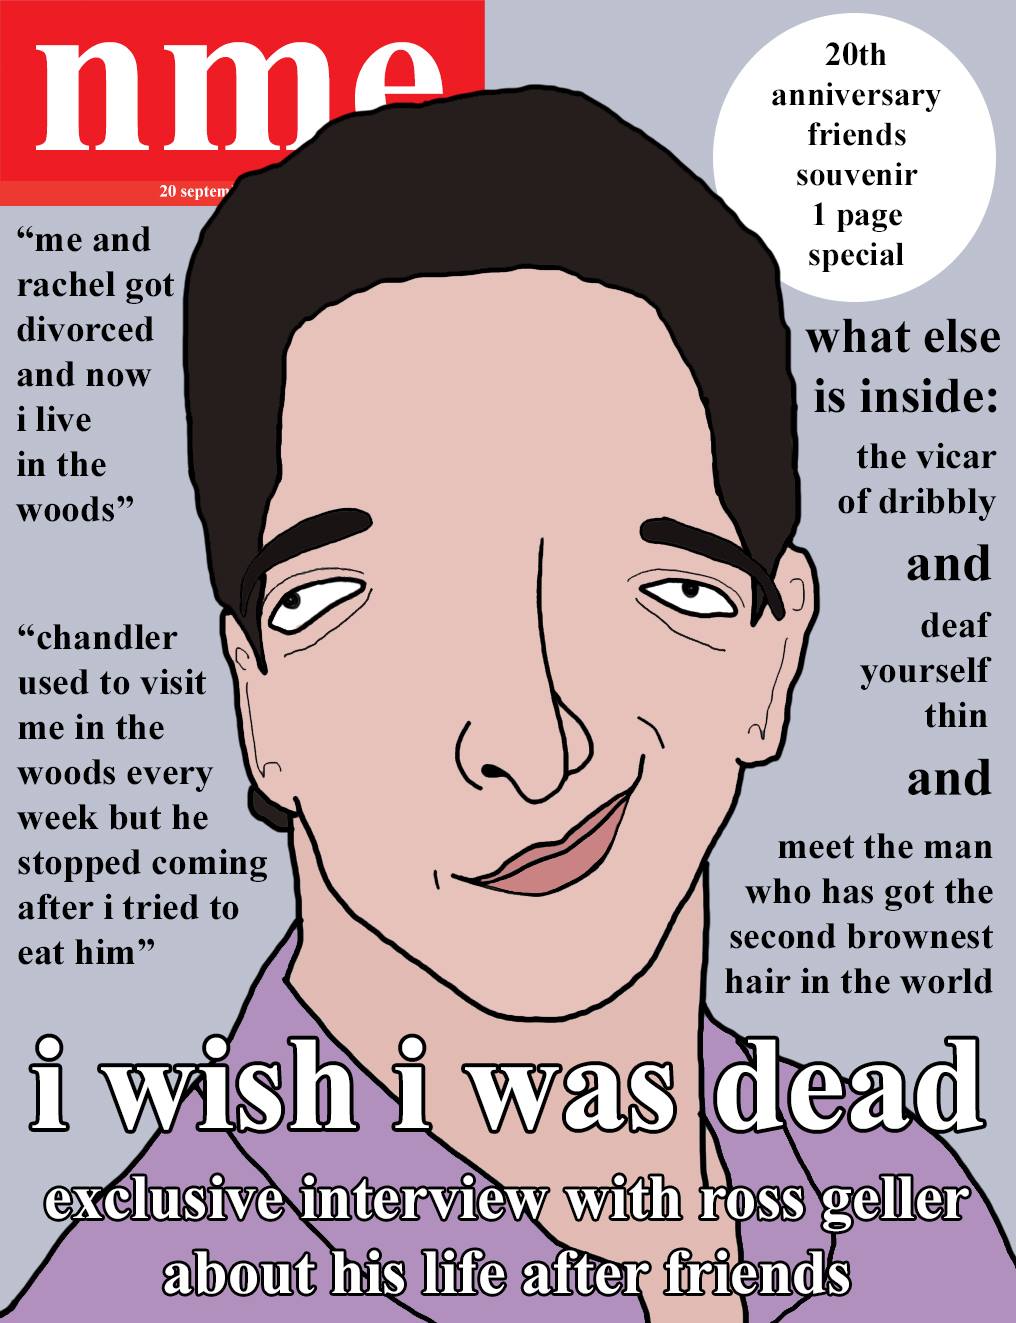 nme
20 septem
20th
anniversary
friends
souvenir
1 page
special
“me and
rachel got
divorced
and now
i live
in the
woods”
what else
is inside:
the vicar
of dribbly
and
deaf
yourself
thin
and
meet the man
who has got the
second brownest
hair in the world
“chandler
used to visit
me in the
woods every
week but he
stopped coming
after i tried to
eat him”
i wish i was dead
exclusive interview with ross geller
about his life after friends